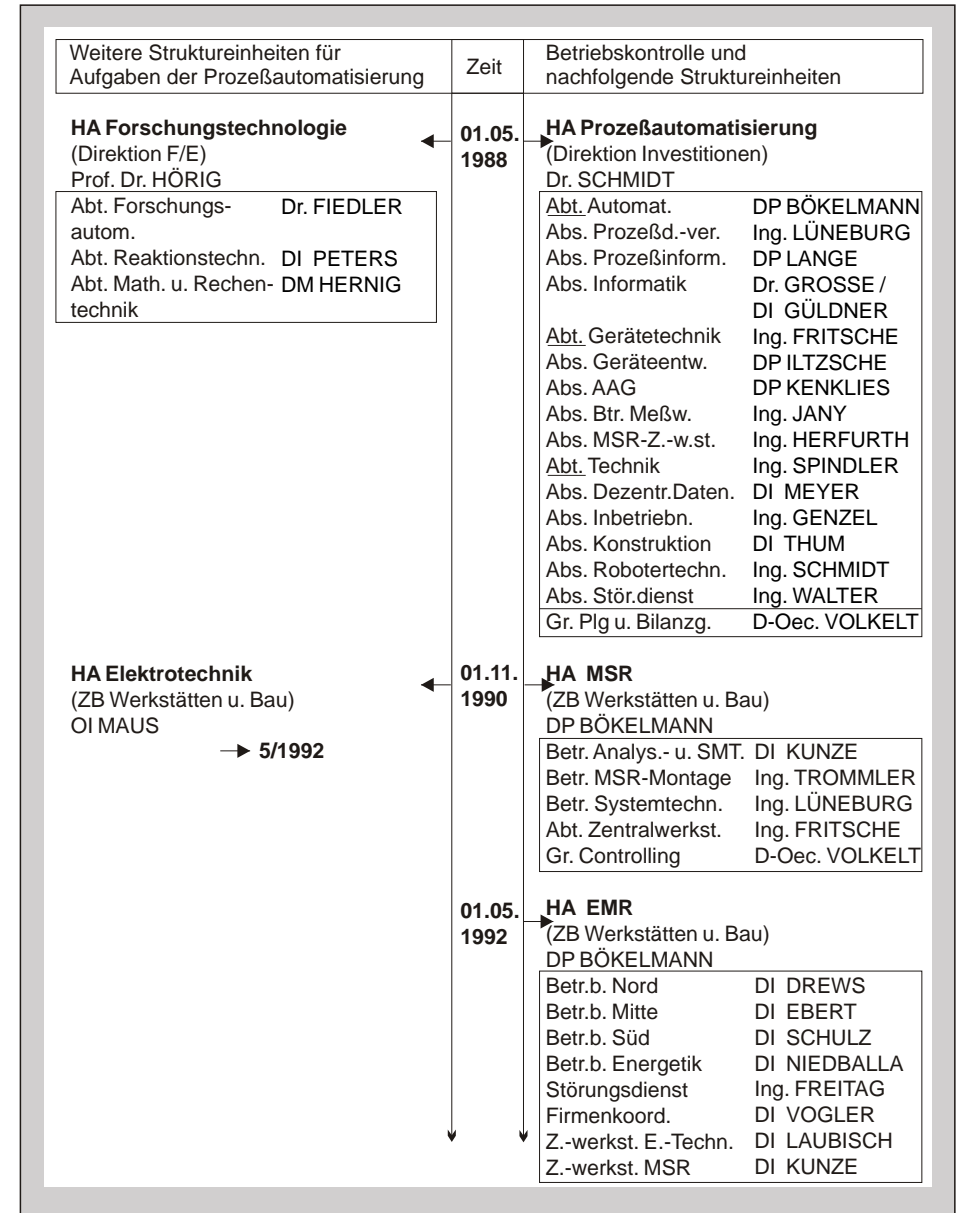 Weitere Struktureinheiten für
Aufgaben der Prozeßautomatisierung
Zeit
Betriebskontrolle und
nachfolgende Struktureinheiten
HA Forschungstechnologie
(Direktion F/E)
Prof. Dr. HÖRIG
Abt. Forschungs- Dr. FIEDLER
autom.
Abt. Reaktionstechn. DI PETERS
Abt. Math. u. Rechen- DM HERNIG
technik
01.05.
1988
HA Prozeßautomatisierung
(Direktion Investitionen)
Dr. SCHMIDT
Abt. Automat. DP BÖKELMANN
Abs. Prozeßd.-ver. Ing. LÜNEBURG
Abs. Prozeßinform. DP LANGE
Abs. Informatik Dr. GROSSE /
DI GÜLDNER
Abt. Gerätetechnik Ing. FRITSCHE
Abs. Geräteentw. DP ILTZSCHE
Abs. AAG DP KENKLIES
Abs. Btr. Meßw. Ing. JANY
Abs. MSR-Z.-w.st. Ing. HERFURTH
Abt. Technik Ing. SPINDLER
Abs. Dezentr.Daten. DI MEYER
Abs. Inbetriebn. Ing. GENZEL
Abs. Konstruktion DI THUM
Abs. Robotertechn. Ing. SCHMIDT
Abs. Stör.dienst Ing. WALTER
Gr. Plg u. Bilanzg. D-Oec. VOLKELT
HA Elektrotechnik
(ZB Werkstätten u. Bau)
OI MAUS
5/1992
01.11.
1990
HA MSR
(ZB Werkstätten u. Bau)
DP BÖKELMANN
Betr. Analys.- u. SMT. DI KUNZE
Betr. MSR-Montage Ing. TROMMLER
Betr. Systemtechn. Ing. LÜNEBURG
Abt. Zentralwerkst. Ing. FRITSCHE
Gr. Controlling D-Oec. VOLKELT
01.05.
1992
HA EMR
(ZB Werkstätten u. Bau)
DP BÖKELMANN
Betr.b. Nord DI DREWS
Betr.b. Mitte DI EBERT
Betr.b. Süd DI SCHULZ
Betr.b. Energetik DI NIEDBALLA
Störungsdienst Ing. FREITAG
Firmenkoord. DI VOGLER
Z.-werkst. E.-Techn. DI LAUBISCH
Z.-werkst. MSR DI KUNZE